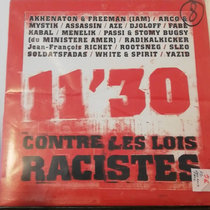 AKHENATON & FREEMAN (IAM) / ARCO &
MYSTIK / ASSASSIN / AZE / DJOLOFF / FABE
KABAL / MENELIK / PASSI & STOMY BUGSY
(du MINISTERE AMER) / RADIKALKICKER
Jean-François RICHET / ROOTSNEG / SLEO
SOLDATSFADAS / WHITE & SPIRIT / YAZID
11'30
CONTRE LES LOIS
RACISTES